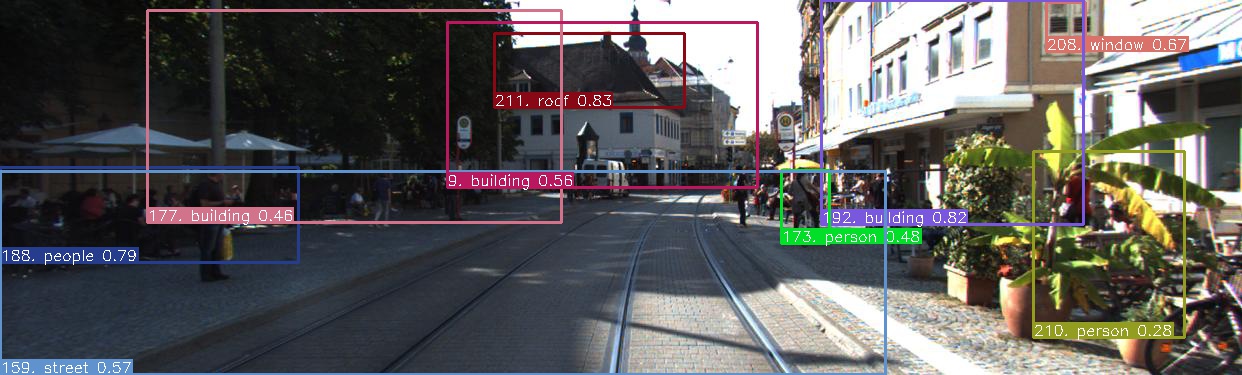 208. window 0.67
211. roof 0.83
9. building 0.56
177. building 0.46
192. building 0.82
173. person 0.48
188. people 0.79
210. person 0.28
159. street 0.57